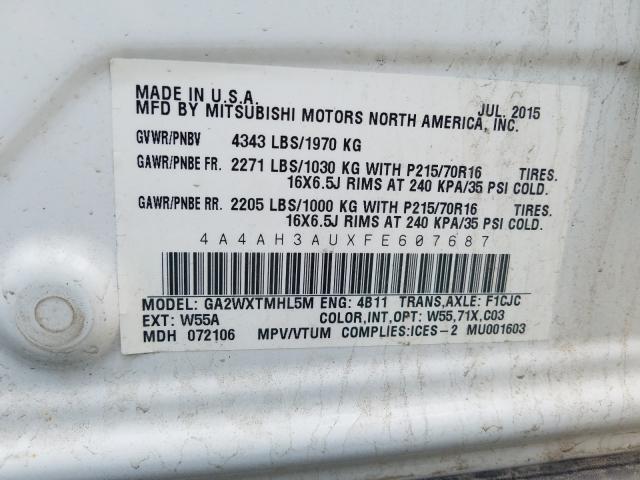 MADE IN U.S.A. JUL. 2015
MFD BY MITSUBISHI MOTORS NORTH AMERICA, INC.
GVWR/PNBV 4343 LBS/1970 KG
GAWR/PNBE FR. 2271 LBS/1030 KG WITH P215/70R16 TIRES.
16X6.5J RIMS AT 240 KPA/35 PSI COLD.
GAWR/PNBE RR. 2205 LBS/1000 KG WITH P215/70R16 TIRES.
16X6.5J RIMS AT 240 KPA/35 PSI COLD.
4A4AH3AUXFE607687
MODEL: GA2WXTMHL5M ENG: 4B11 TRANS,AXLE: F1CJC
EXT: W55A COLOR,INT,OPT: W55,71X,C03
MDH 072106 MPV/VTUM COMPLIES:ICES-2 MU001603